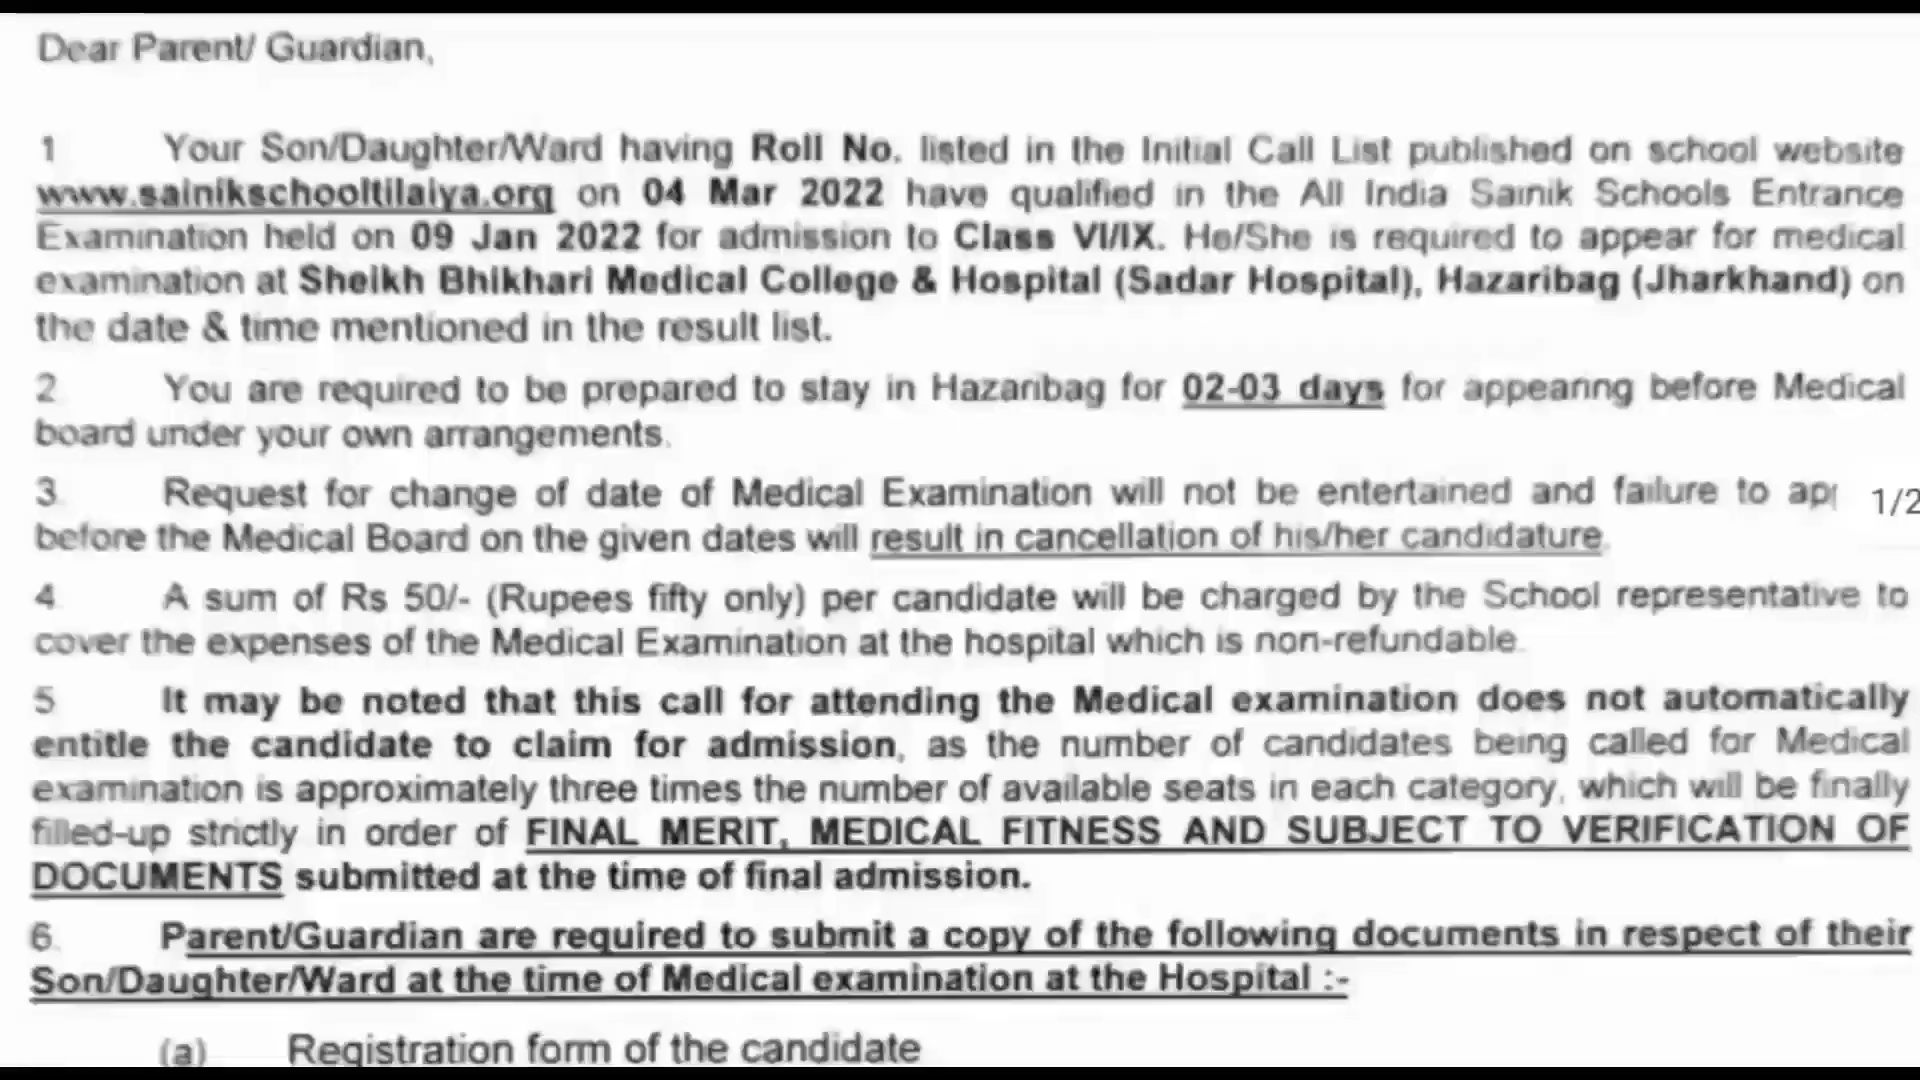 Dear Parent/ Guardian,
1 Your Son/Daughter/Ward having Roll No. listed in the Initial Call List published on school website
www.sainikschooltilaiya.org on 04 Mar 2022 have qualified in the All India Sainik Schools Entrance
Examination held on 09 Jan 2022 for admission to Class VI/IX. He/She is required to appear for medical
examination at Sheikh Bhikhari Medical College & Hospital (Sadar Hospital), Hazaribag (Jharkhand) on
the date & time mentioned in the result list.
2 You are required to be prepared to stay in Hazaribag for 02-03 days for appearing before Medical
board under your own arrangements.
3. Request for change of date of Medical Examination will not be entertained and failure to
1/2
before the Medical Board on the given dates will result in cancellation of his/her candidature.
4 A sum of Rs 50/- (Rupees fifty only) per candidate will be charged by the School representative to
cover the expenses of the Medical Examination at the hospital which is non-refundable.
5 It may be noted that this call for attending the Medical examination does not automatically
entitle the candidate to claim for admission, as the number of candidates being called for Medical
examination is approximately three times the number of available seats in each category, which will be finally
filled-up strictly in order of FINAL MERIT, MEDICAL FITNESS AND SUBJECT TO VERIFICATION OF
DOCUMENTS submitted at the time of final admission.
6. Parent/Guardian are required to submit a copy of the following documents in respect of their
Son/Daughter/Ward at the time of Medical examination at the Hospital :-
(a) Registration form of the candidate